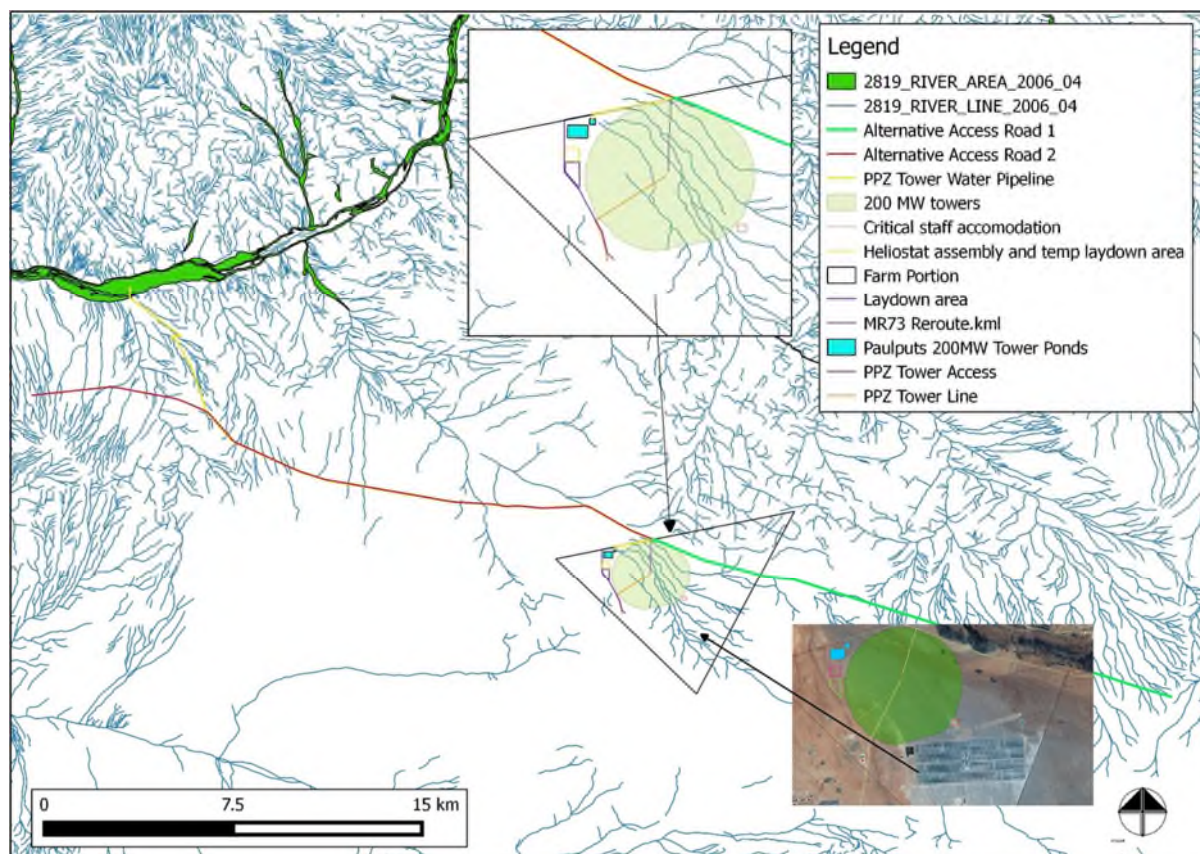 Legend
2819_RIVER_AREA_2006_04
2819_RIVER_LINE_2006_04
Alternative Access Road 1
Alternative Access Road 2
PPZ Tower Water Pipeline
200 MW towers
Critical staff accomodation
Heliostat assembly and temp laydown area
Farm Portion
Laydown area
MR73 Reroute.kml
Paulputs 200MW Tower Ponds
PPZ Tower Access
PPZ Tower Line
0 7.5 15 km